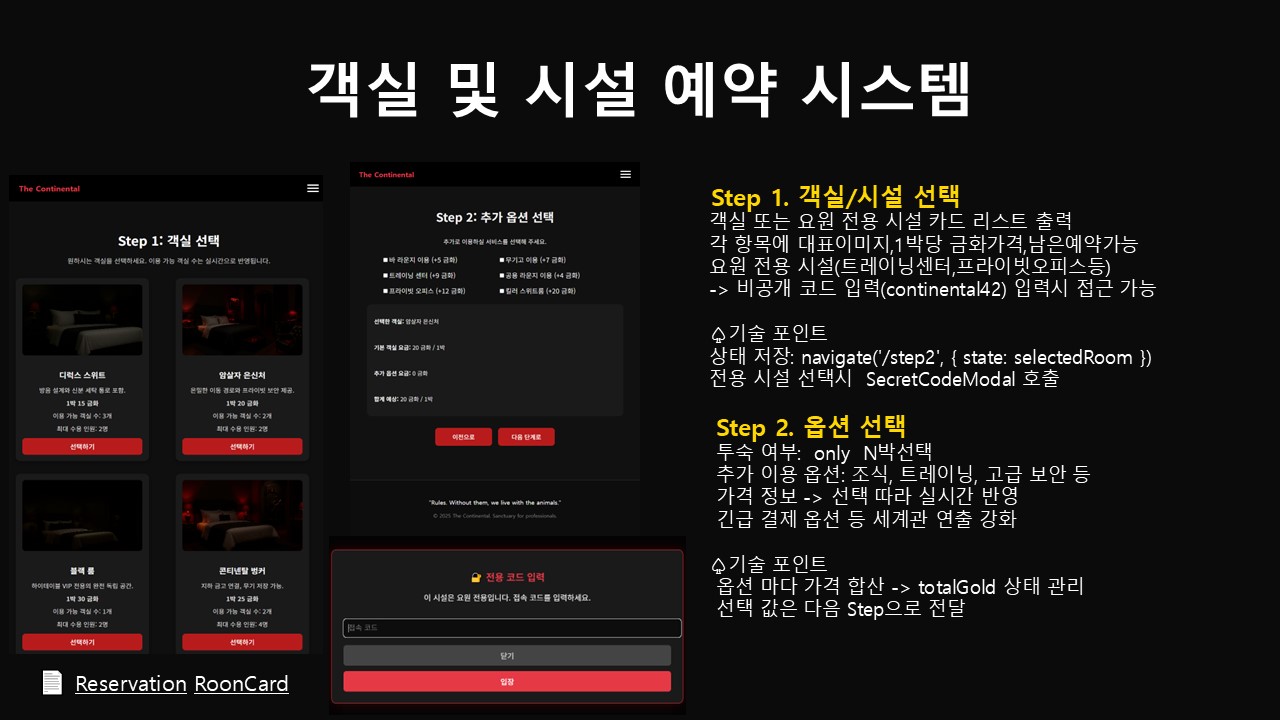 객실 및 시설 예약 시스템
The Continental
Step 1: 객실 선택
원하시는 객실을 선택하세요. 이용 가능 객실 수는 실시간으로 반영됩니다.
디럭스 스위트
방음 설계와 신분 세탁 통로 포함.
1박 15 금화
이용 가능 객실 수: 3개
최대 수용 인원: 2명
선택하기
암살자 은신처
은밀한 이동 경로와 프라이빗 보안 제공.
1박 20 금화
이용 가능 객실 수: 2개
최대 수용 인원: 2명
선택하기
블랙 룸
하이테이블 VIP 전용의 완전 독립 공간.
1박 30 금화
이용 가능 객실 수: 1개
최대 수용 인원: 2명
선택하기
콘티넨탈 벙커
지하 금고 연결, 무기 저장 가능.
1박 25 금화
이용 가능 객실 수: 2개
최대 수용 인원: 4명
선택하기
Reservation RoonCard
The Continental
Step 2: 추가 옵션 선택
추가로 이용하실 서비스를 선택해 주세요.
바 라운지 이용 (+5 금화)
무기고 이용 (+7 금화)
트레이닝 센터 (+9 금화)
공용 라운지 이용 (+4 금화)
프라이빗 오피스 (+12 금화)
킬러 스위트룸 (+20 금화)
선택한 객실: 암살자 은신처
기본 객실 요금: 20 금화 / 1박
추가 옵션 요금: 0 금화
합계 예상: 20 금화 / 1박
이전으로
다음 단계로
"Rules. Without them, we live with the animals."
© 2025 The Continental, Sanctuary for professionals.
🔐 전용 코드 입력
이 시설은 요원 전용입니다. 접속 코드를 입력하세요.
접속 코드
닫기
입장
Step 1. 객실/시설 선택
객실 또는 요원 전용 시설 카드 리스트 출력
각 항목에 대표이미지,1박당 금화가격,남은예약가능
요원 전용 시설(트레이닝센터,프라이빗오피스등)
-> 비공개 코드 입력(continental42) 입력시 접근 가능
♤기술 포인트
상태 저장: navigate('/step2', { state: selectedRoom })
전용 시설 선택시 SecretCodeModal 호출
Step 2. 옵션 선택
투숙 여부: only N박선택
추가 이용 옵션: 조식, 트레이닝, 고급 보안 등
가격 정보 -> 선택 따라 실시간 반영
긴급 결제 옵션 등 세계관 연출 강화
♤기술 포인트
옵션 마다 가격 합산 -> totalGold 상태 관리
선택 값은 다음 Step으로 전달